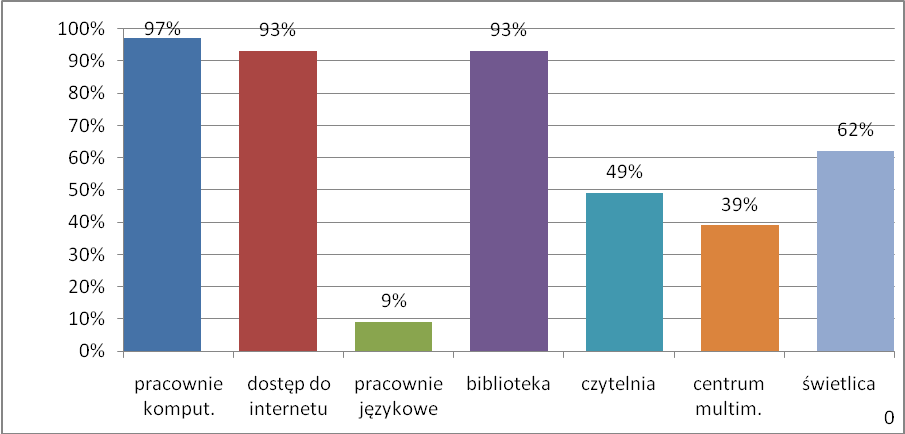 100%
90%
80%
70%
60%
50%
40%
30%
20%
10%
0%
97%
93%
9%
93%
49%
39%
62%
pracownie
komput.
dostęp do
internetu
pracownie
językowe
biblioteka
czytelnia
centrum
multim.
świetlica
0